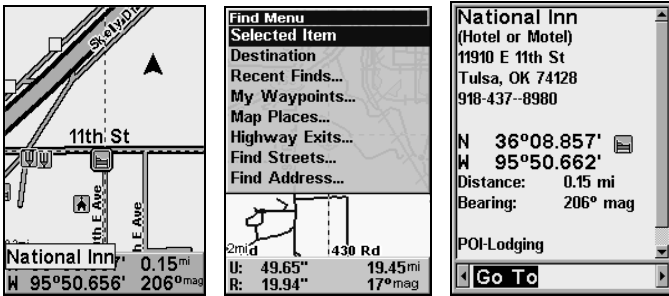 Skelly Dr
11th St
th E Ave
h E Ave
National Inn
7' 0.15mi
W 95°50.656' 206°mag
Find Menu
Selected Item
Destination
Recent Finds...
My Waypoints...
Map Places...
Highway Exits...
Find Streets...
Find Address...
2mi d 430 Rd
U: 49.65" 19.45mi
R: 19.94" 17°mag
National Inn
(Hotel or Motel)
11910 E 11th St
Tulsa, OK 74128
918-437--8980
N 36°08.857'
W 95°50.662'
Distance: 0.15 mi
Bearing: 206° mag
POI-Lodging
Go To